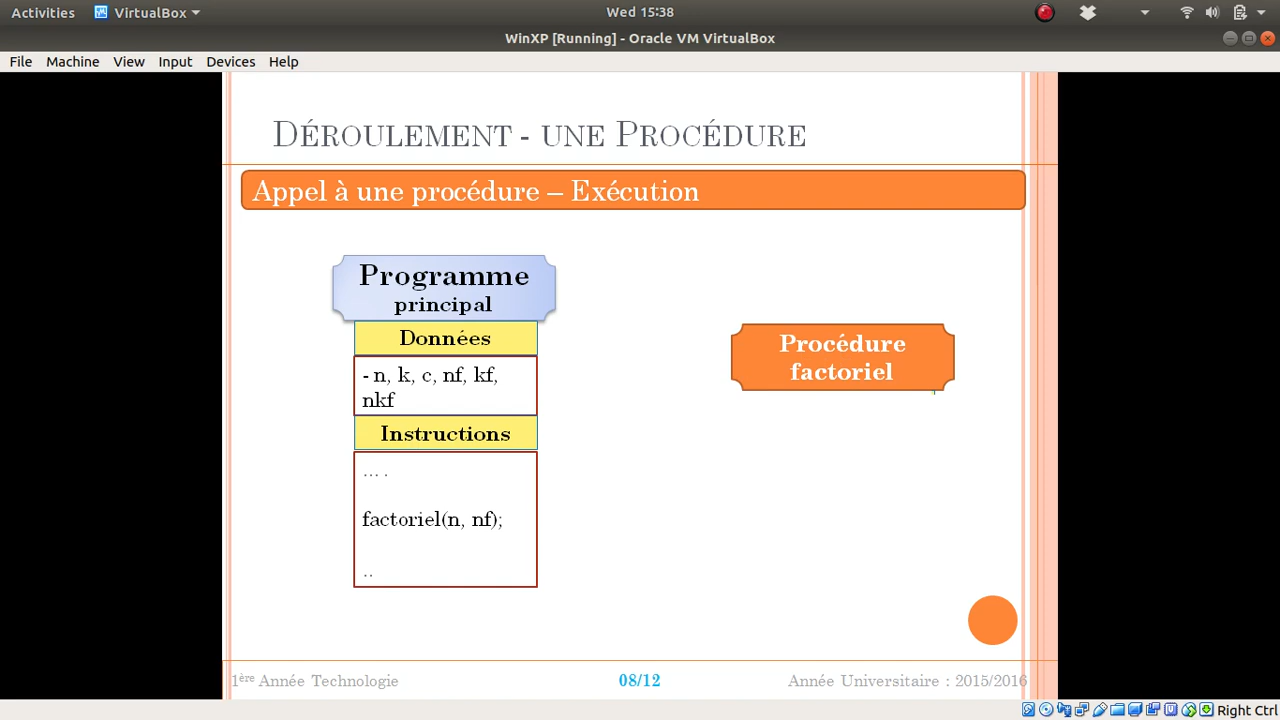 Activities VirtualBox Wed 15:38
WinXP [Running] - Oracle VM VirtualBox
File Machine View Input Devices Help
DÉROULEMENT - UNE PROCÉDURE
Appel à une procédure – Exécution
Programme
principal
Données
- n, k, c, nf, kf,
nkf
Instructions
... .
factoriel(n, nf);
..
Procédure
factoriel
1ère Année Technologie 08/12 Année Universitaire : 2015/2016
Right Ctrl